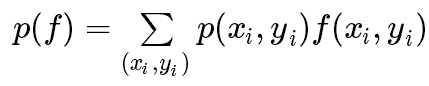 p(f) = ∑_{(x_i, y_i)} p(x_i, y_i) f(x_i, y_i)